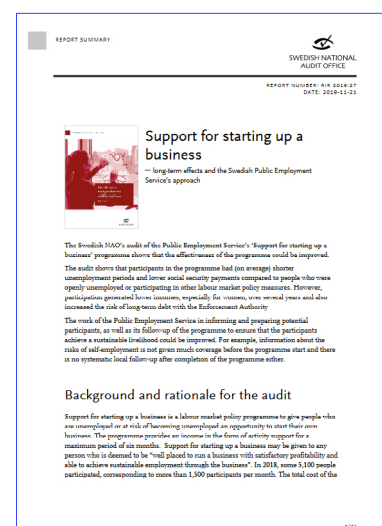 REPORT SUMMARY
SWEDISH NATIONAL
AUDIT OFFICE
REPORT NUMBER: RIR 2019:27
DATE: 2019-11-21
Support for starting up a
business
— long-term effects and the Swedish Public Employment
Service's approach
The Swedish NAO's audit of the Public Employment Service's 'Support for starting up a
business' programme shows that the effectiveness of the programme could be improved.
The audit shows that participants in the programme had (on average) shorter
unemployment periods and lower social security payments compared to people who were
openly unemployed or participating in other labour market policy measures. However,
participation generated lower incomes, especially for women, over several years and also
increased the risk of long-term debt with the Enforcement Authority
The work of the Public Employment Service in informing and preparing potential
participants, as well as its follow-up of the programme to ensure that the participants
achieve a sustainable livelihood could be improved. For example, information about the
risks of self-employment is not given much coverage before the programme start and there
is no systematic local follow-up after completion of the programme either.
Background and rationale for the audit
Support for starting up a business is a labour market policy programme to give people who
are unemployed or at risk of becoming unemployed an opportunity to start their own
business. The programme provides an income in the form of activity support for a
maximum period of six months. Support for starting up a business may be given to any
person who is deemed to be "well placed to run a business with satisfactory profitability and
able to achieve sustainable employment through the business". In 2018, some 5,100 people
participated, corresponding to more than 1,500 participants per month. The total cost of the